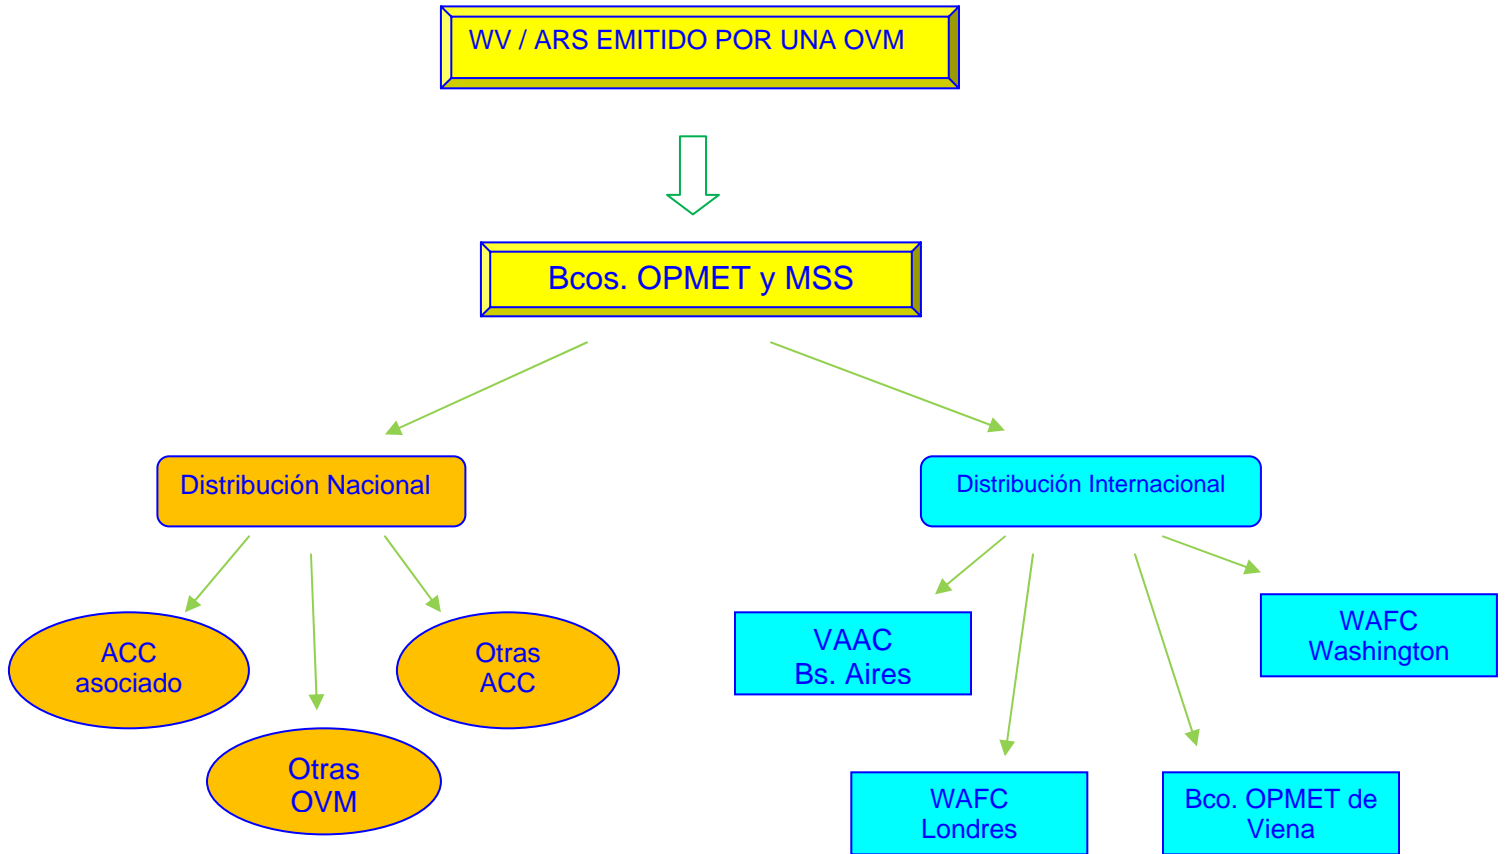 WV / ARS EMITIDO POR UNA OVM
Bcos. OPMET y MSS
Distribución Nacional
Distribución Internacional
ACC
asociado
Otras
OVM
Otras
ACC
VAAC
Bs. Aires
WAFC
Londres
Bco. OPMET de
Viena
WAFC
Washington